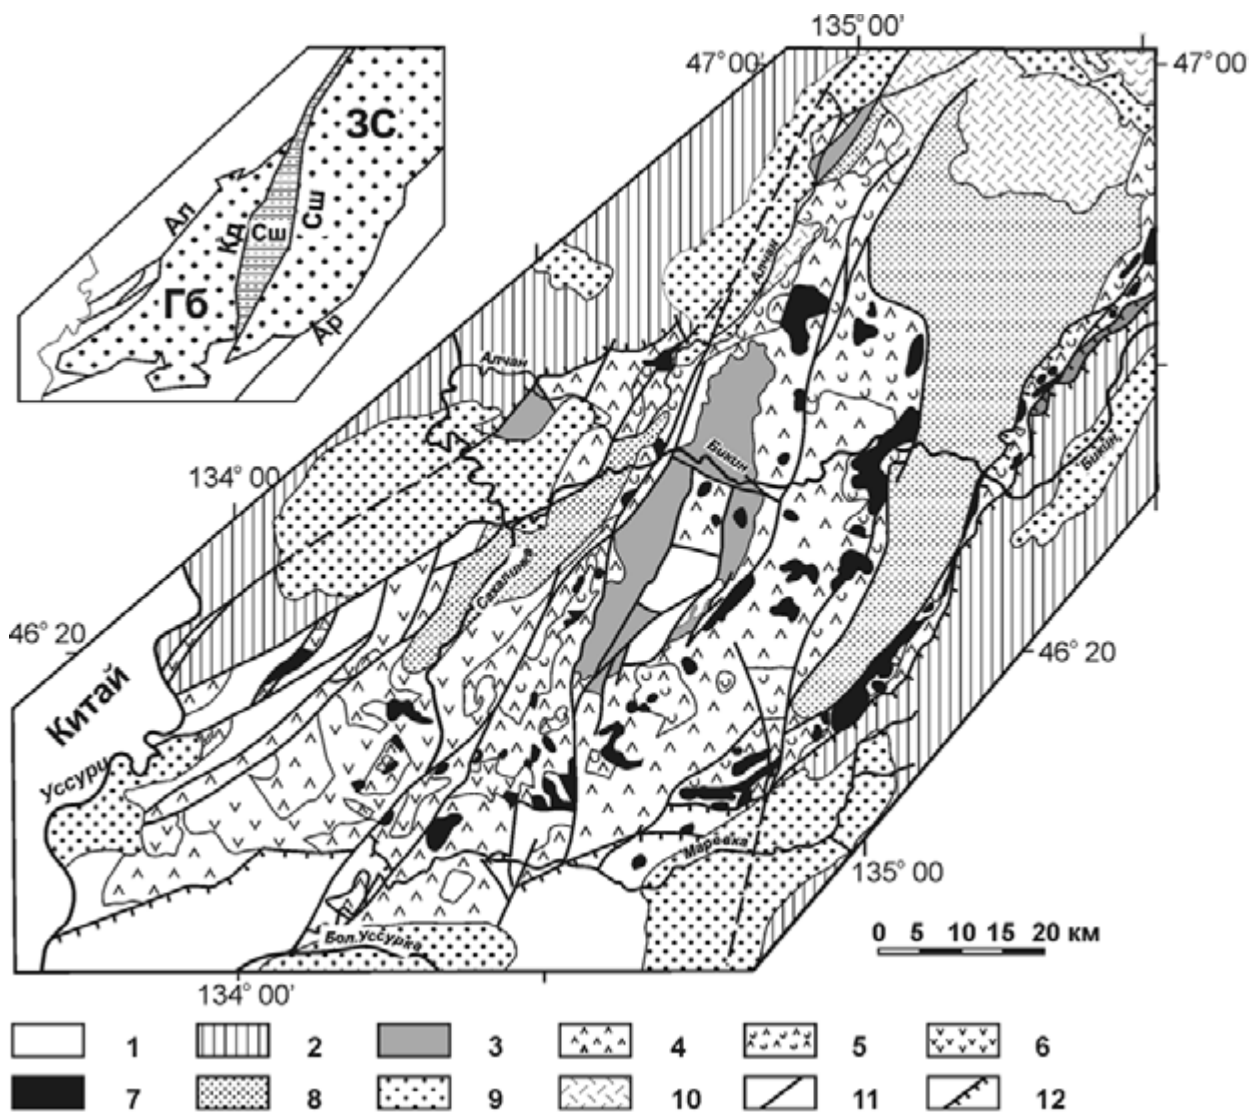 135° 00'
47° 00'
47° 00'
ЗС
Ал
Кд
Сш
Сш
Гб
Ар
Алчан
Алчан
Бикин
Бикин
134° 00'
Сахалинка
46° 20'
46° 20
Китай
Уссури
Марёвка
135° 00
0 5 10 15 20 км
Бол.Уссурка
134° 00'
1 2 3 4 5 6
7 8 9 10 11 12